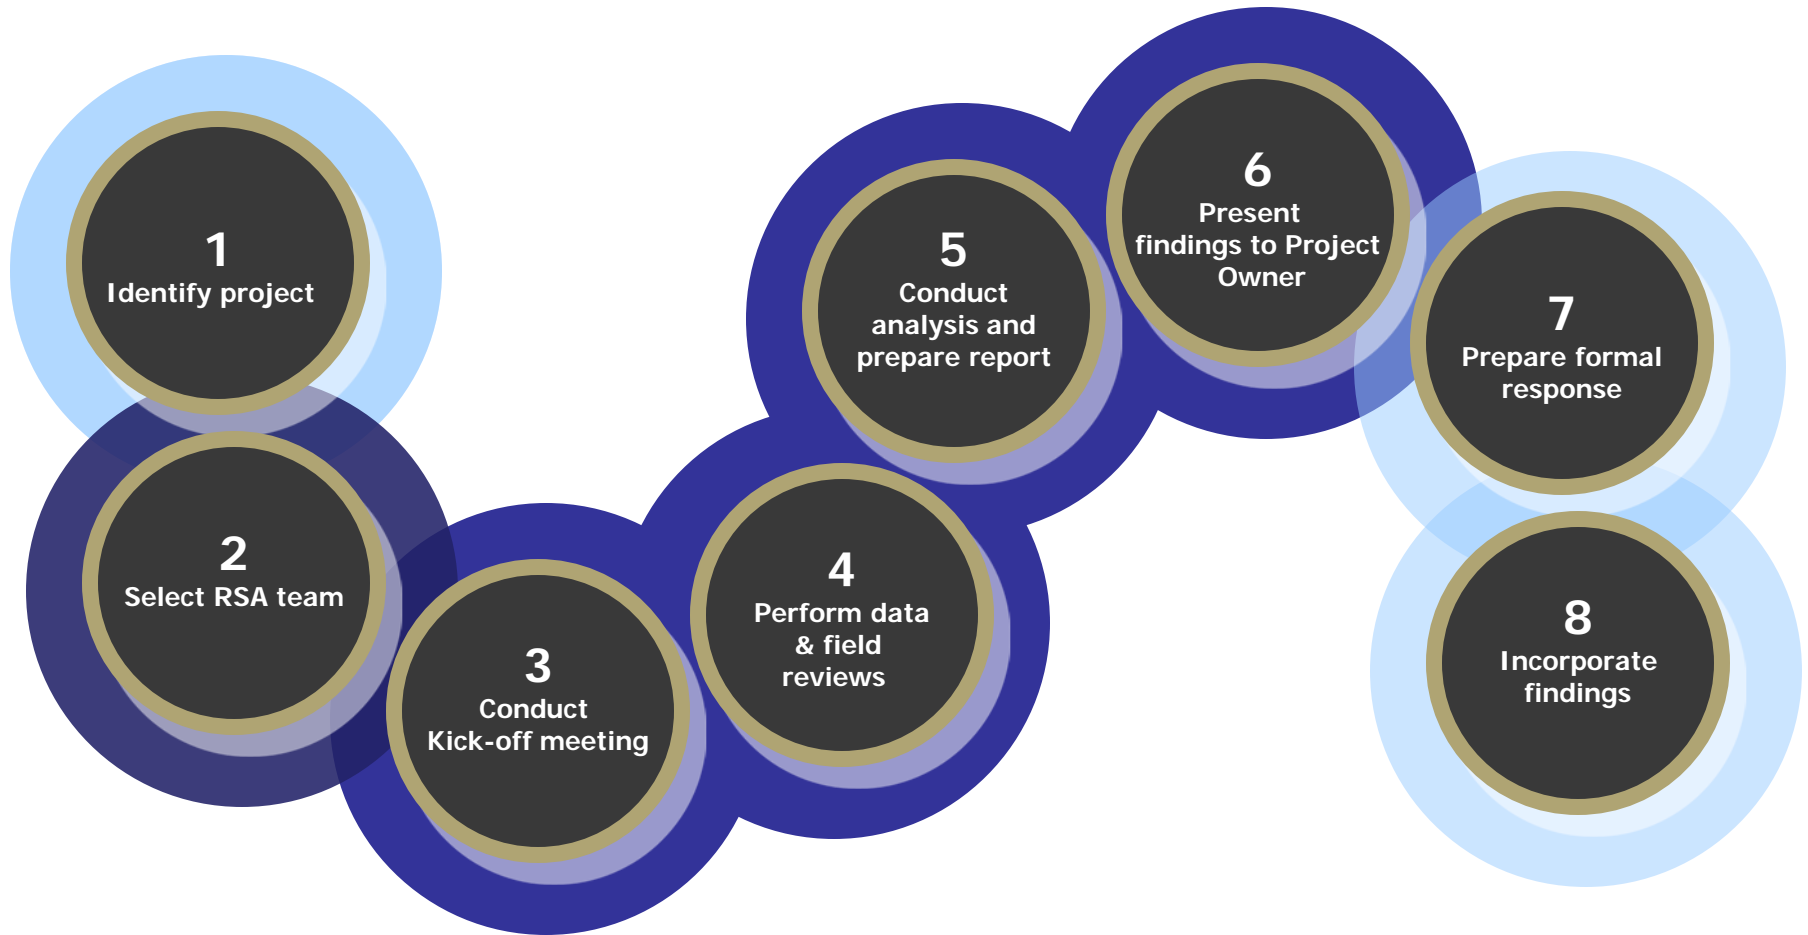 1
Identify project
2
Select RSA team
3
Conduct
Kick-off meeting
4
Perform data
& field
reviews
5
Conduct
analysis and
prepare report
6
Present
findings to Project
Owner
7
Prepare formal
response
8
Incorporate
findings